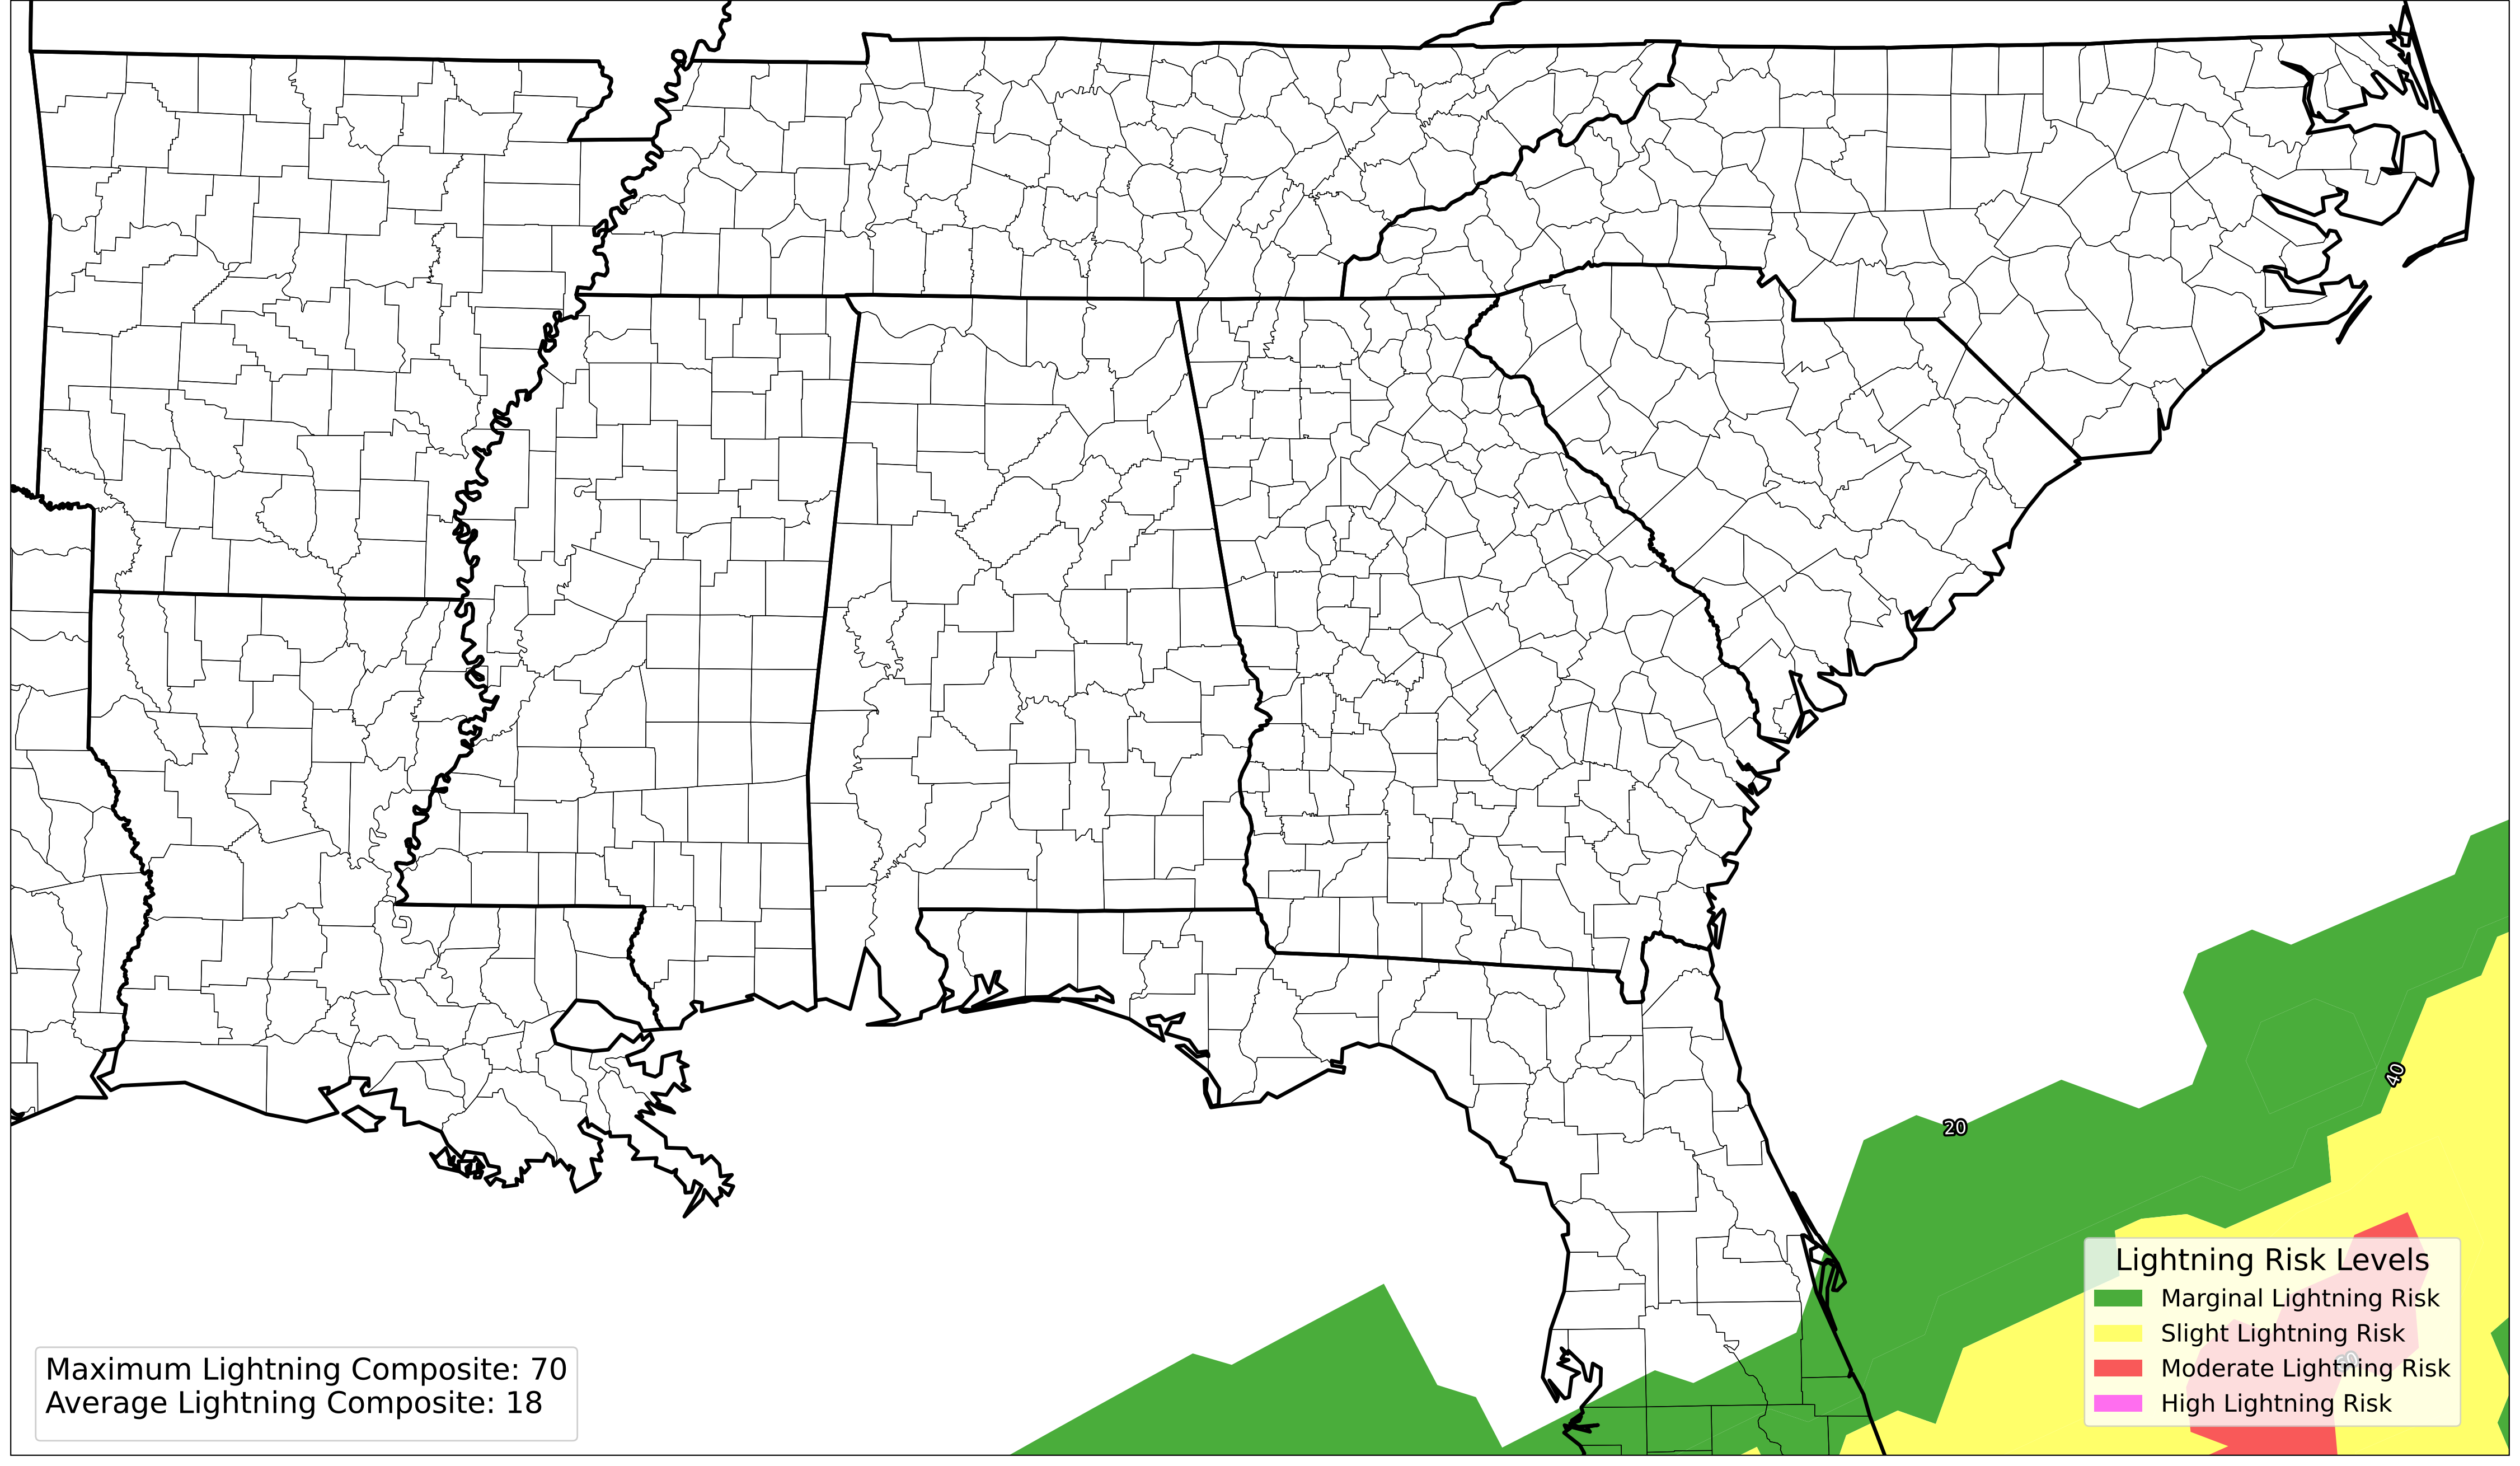 40
20
Lightning Risk Levels
Marginal Lightning Risk
Slight Lightning Risk
Moderate Lightning Risk
High Lightning Risk
Maximum Lightning Composite: 70
Average Lightning Composite: 18